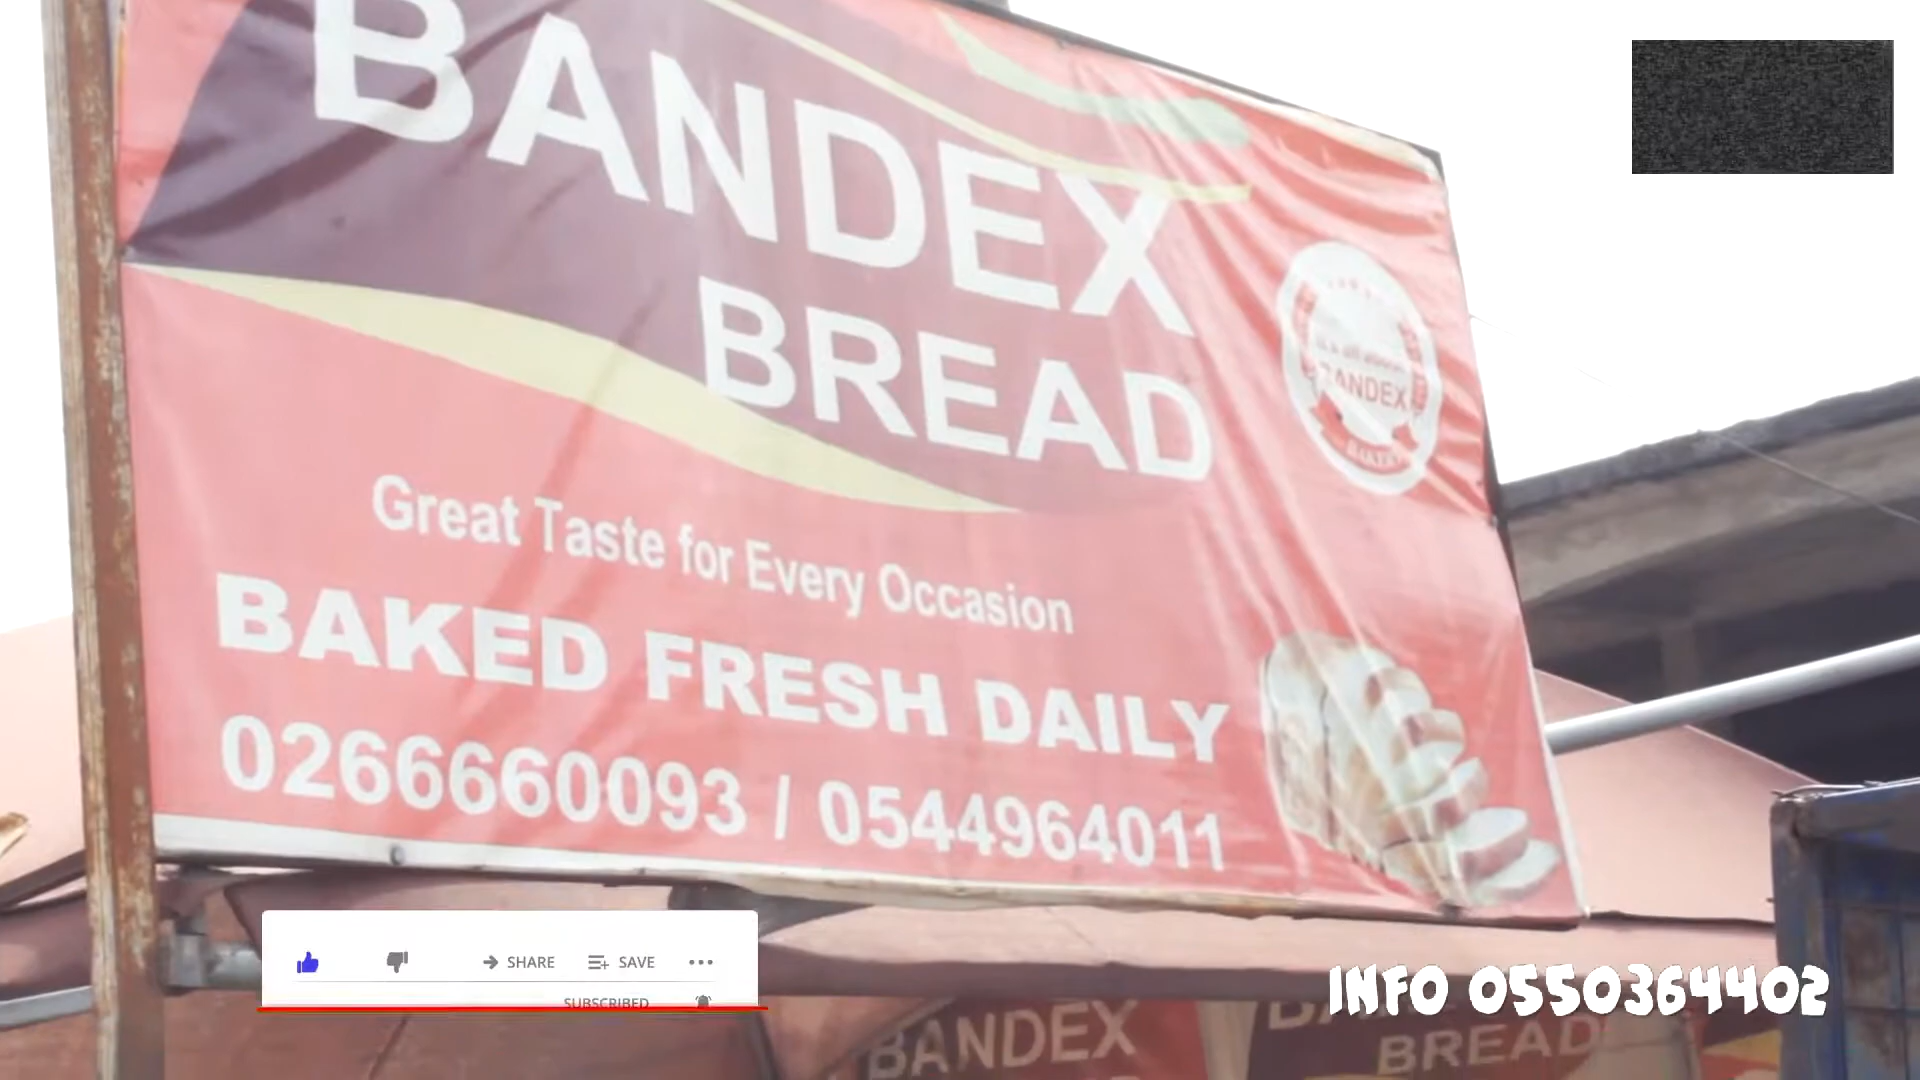 BANDEX
BREAD
BANDEX
BAKERY
Great Taste for Every Occasion
BAKED FRESH DAILY
0266660093 / 0544964011
SHARE
SAVE
SUBSCRIBED
INFO 0550364402
BANDEX
BREAD